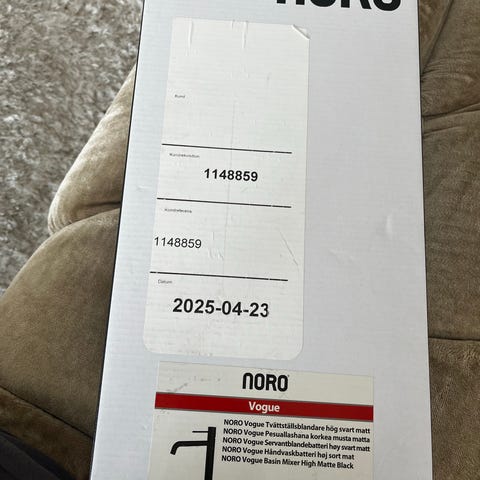 NORO
Kund
Kundrekvisition
1148859
Kundreferens
1148859
Datum
2025-04-23
NORO
Vogue
NORO Vogue Tvättställsblandare hög svart matt
NORO Vogue Pesuallashana korkea musta matta
NORO Vogue Servantblandebatteri høy svart matt
NORO Vogue Håndvaskbatteri høj sort mat
NORO Vogue Basin Mixer High Matte Black